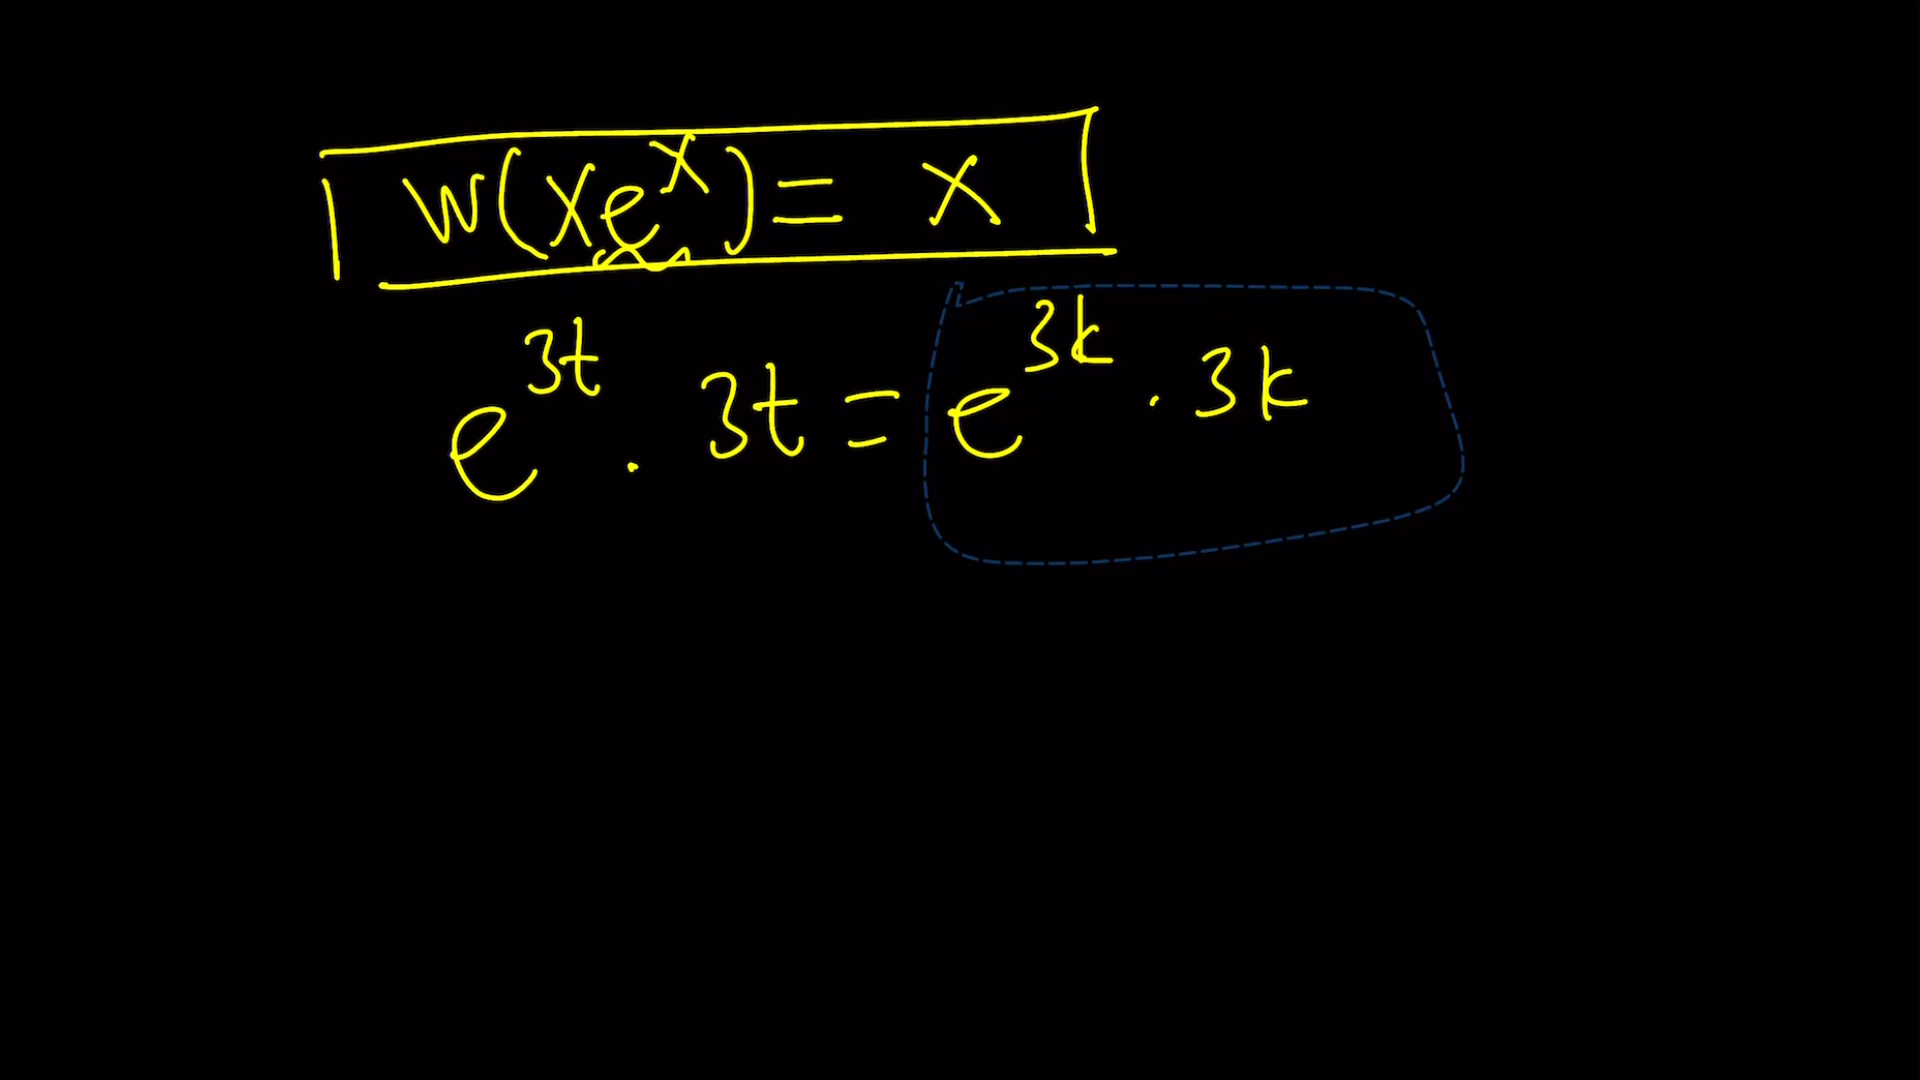 W(xe^x) = x
e^{3t} · 3t = e^{3k} · 3k